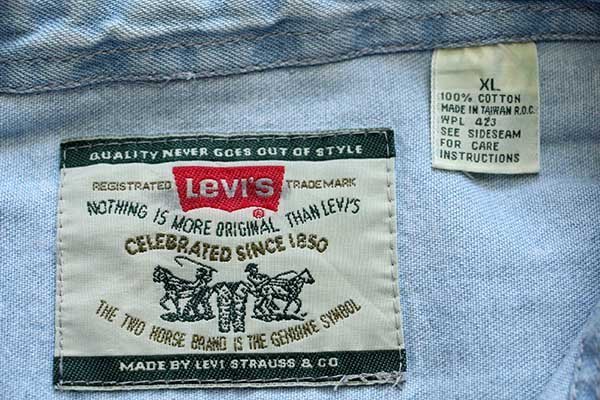 QUALITY NEVER GOES OUT OF STYLE
REGISTRATED LEVI'S TRADEMARK
®
NOTHING IS MORE ORIGINAL THAN LEVI'S
CELEBRATED SINCE 1850
THE TWO HORSE BRAND IS THE GENUINE SYMBOL
MADE BY LEVI STRAUSS & CO
XL
100% COTTON
MADE IN TAIWAN R.O.C.
WPL 423
SEE SIDESEAM
FOR CARE
INSTRUCTIONS